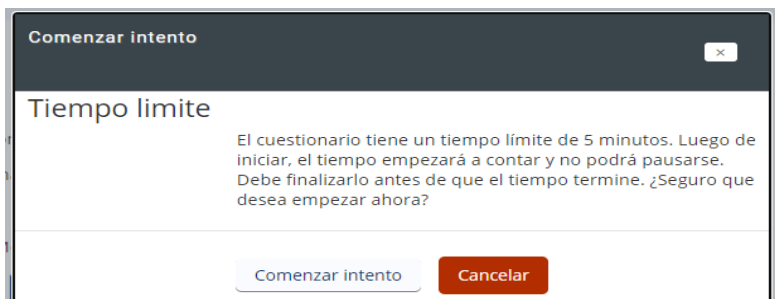 Comenzar intento
×
Tiempo limite
El cuestionario tiene un tiempo límite de 5 minutos. Luego de
iniciar, el tiempo empezará a contar y no podrá pausarse.
Debe finalizarlo antes de que el tiempo termine. ¿Seguro que
desea empezar ahora?
Comenzar intento
Cancelar